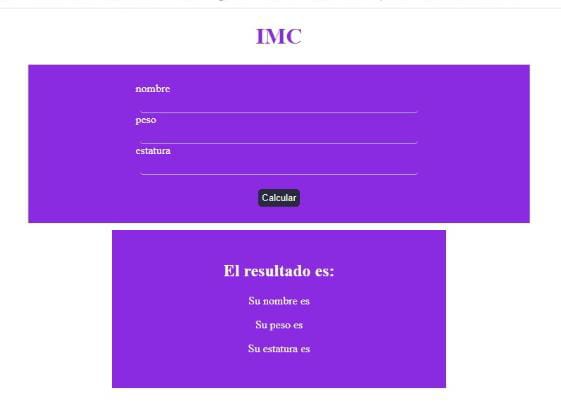 IMC
nombre
peso
estatura
Calcular
El resultado es:
Su nombre es
Su peso es
Su estatura es